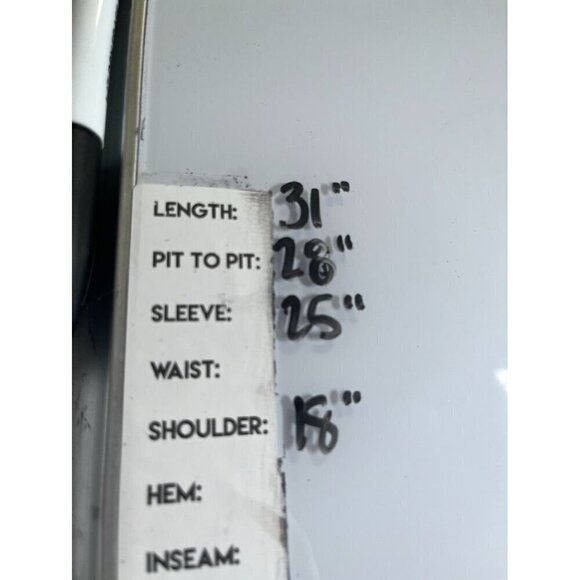 LENGTH: 31"
PIT TO PIT: 28"
SLEEVE: 25"
WAIST:
SHOULDER: 18"
HEM:
INSEAM: